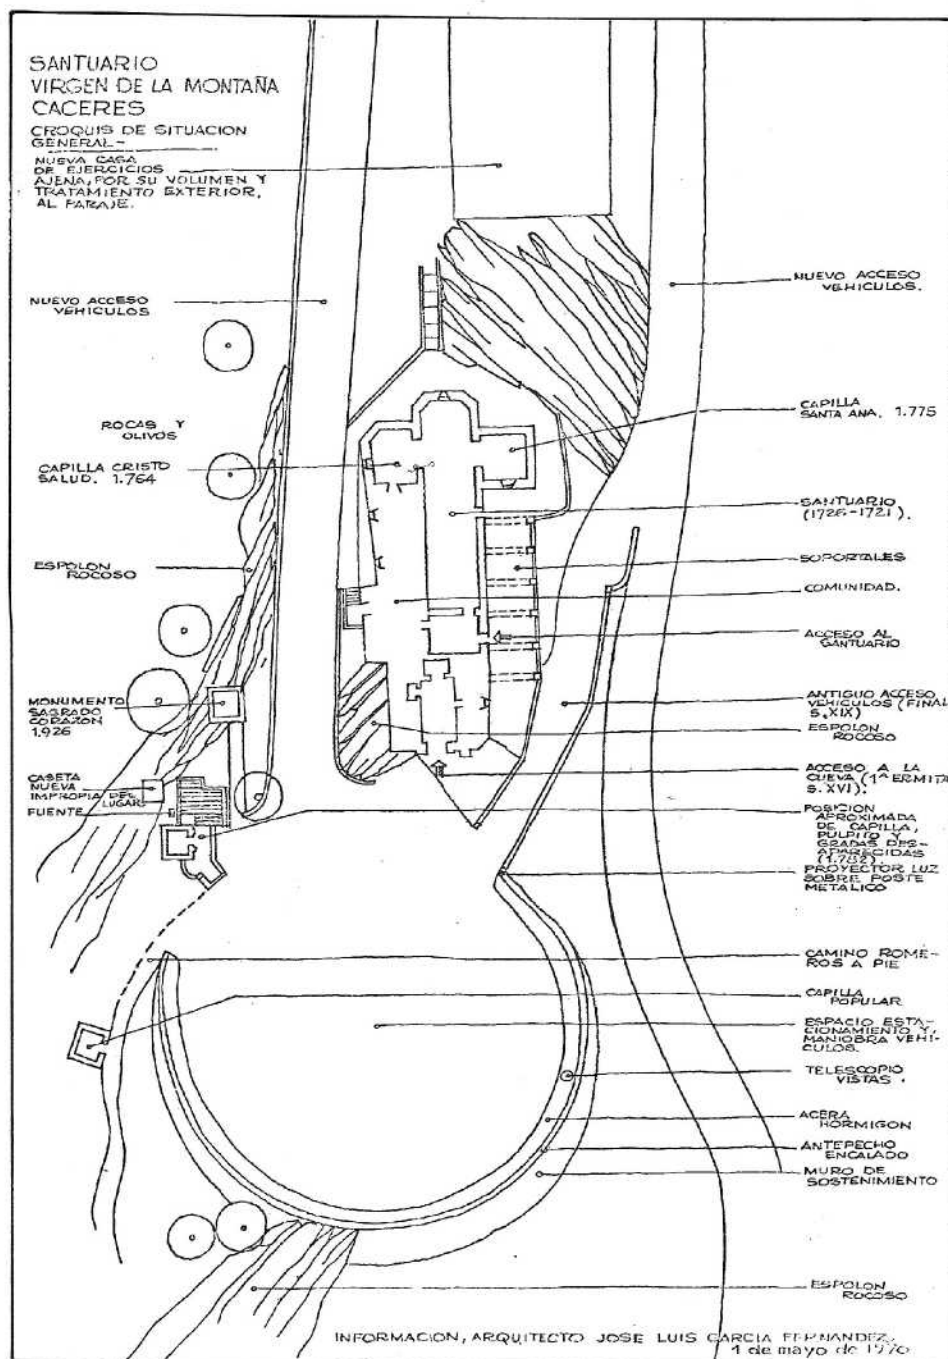 SANTUARIO
VIRGEN DE LA MONTAÑA
CACERES
CROQUIS DE SITUACION
GENERAL-
NUEVA CASA
DE EJERCICIOS
AJENA, POR SU VOLUMEN Y
TRATAMIENTO EXTERIOR,
AL PARAJE.
NUEVO ACCESO
VEHICULOS
ROCAS Y
OLIVOS
CAPILLA CRISTO
SALUD. 1.764
ESPOLON
ROCOSO
MONUMENTO
SAGRADO
CORAZON
1.926
CASETA
NUEVA
IMPROPIA DEL
LUGAR
FUENTE
NUEVO ACCESO
VEHICULOS.
CAPILLA
SANTA ANA. 1.775
SANTUARIO
(1726-1721).
SOPORTALES
COMUNIDAD.
ACCESO AL
SANTUARIO
ANTIGUO ACCESO
VEHICULOS (FINAL
S. XIX)
ESPOLON
ROCOSO
ACCESO A LA
CUEVA (1ª ERMITA
S. XVI).
POSICION
APROXIMADA
DE CAPILLA,
PULPITO Y
GRADAS DES-
APARECIDAS
(1.782).
PROYECTOR LUZ
SOBRE POSTE
METALICO
CAMINO ROME-
ROS A PIE
CAPILLA
POPULAR
ESPACIO ESTA-
CIONAMIENTO Y
MANIOBRA VEHI-
CULOS.
TELESCOPIO
VISTAS.
ACERA
HORMIGON
ANTEPECHO
ENCALADO
MURO DE
SOSTENIMIENTO
ESPOLON
ROCOSO
INFORMACION, ARQUITECTO JOSE LUIS GARCIA FERNANDEZ.
1 de mayo de 1970